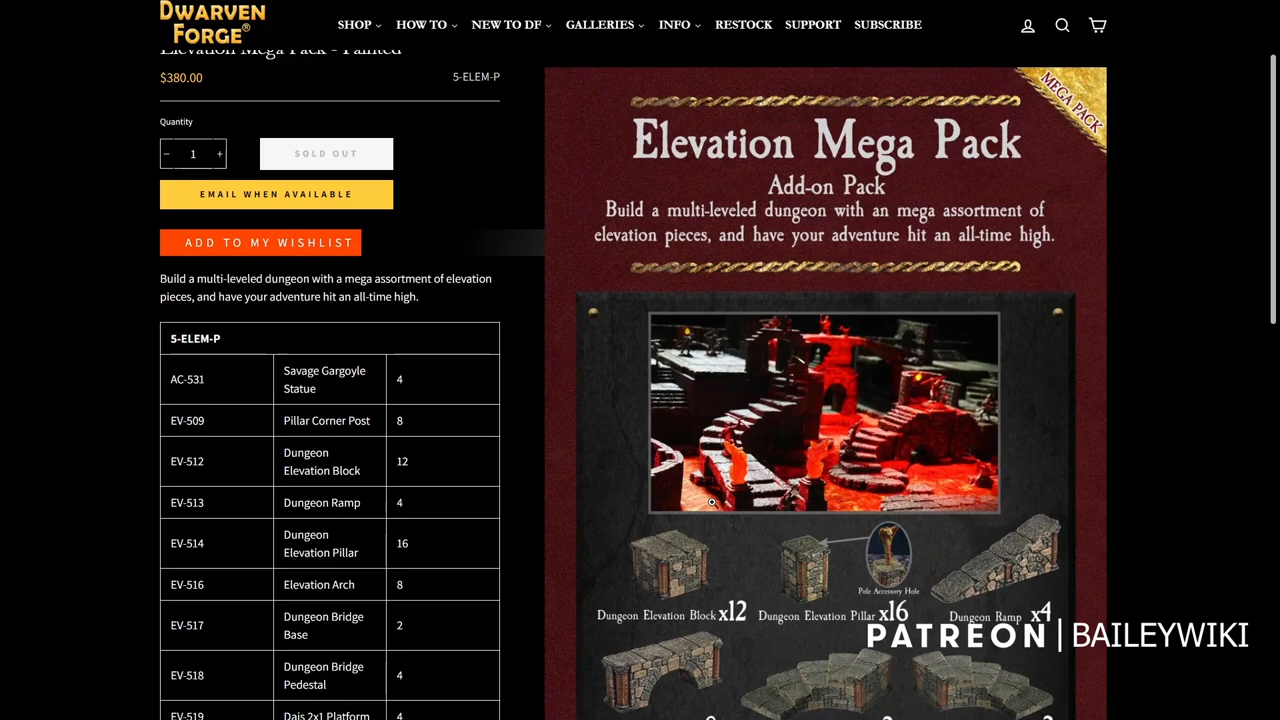 DWARVEN
FORGE®
SHOP
HOW TO
NEW TO DF
GALLERIES
INFO
RESTOCK
SUPPORT
SUBSCRIBE
Elevation Mega Pack - Painted
$380.00
5-ELEM-P
Quantity
− 1 +
SOLD OUT
EMAIL WHEN AVAILABLE
ADD TO MY WISHLIST
Build a multi-leveled dungeon with a mega assortment of elevation
pieces, and have your adventure hit an all-time high.
5-ELEM-P
AC-531 Savage Gargoyle Statue 4
EV-509 Pillar Corner Post 8
EV-512 Dungeon Elevation Block 12
EV-513 Dungeon Ramp 4
EV-514 Dungeon Elevation Pillar 16
EV-516 Elevation Arch 8
EV-517 Dungeon Bridge Base 2
EV-518 Dungeon Bridge Pedestal 4
EV-519 Dais 2x1 Platform 4
MEGA PACK
Elevation Mega Pack
Add-on Pack
Build a multi-leveled dungeon with an mega assortment of
elevation pieces, and have your adventure hit an all-time high.
Pole Accessory Hole
Dungeon Elevation Block x12
Dungeon Elevation Pillar x16
Dungeon Ramp x4
PATREON | BAILEYWIKI